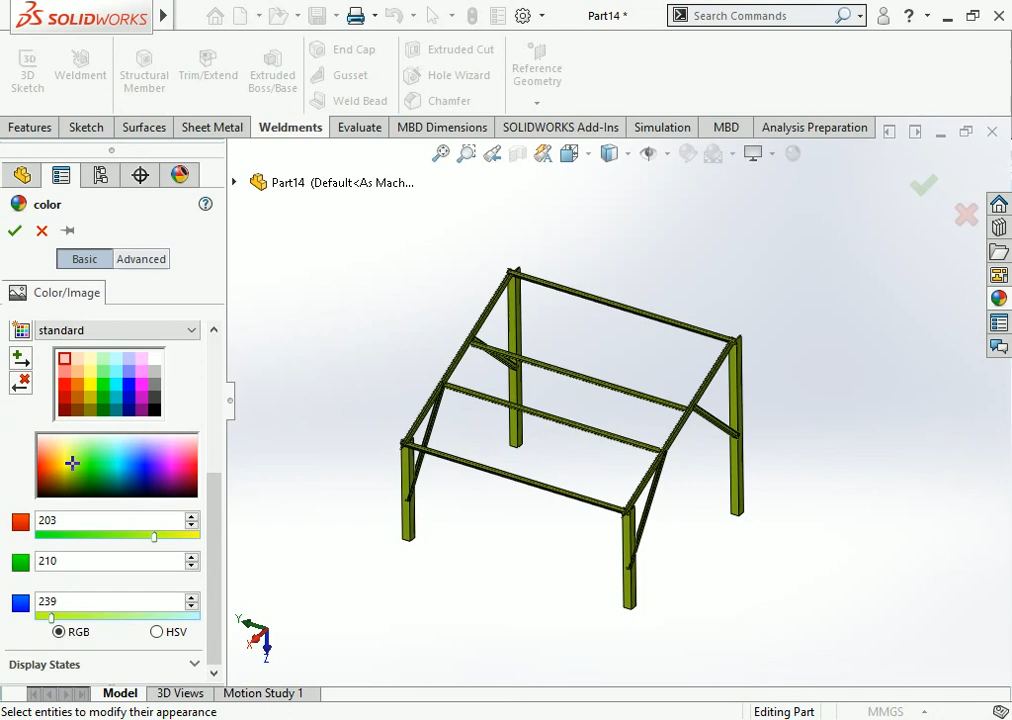 SOLIDWORKS
Part14 *
Search Commands
?
3D Sketch
Weldment
Structural Member
Trim/Extend
Extruded Boss/Base
End Cap
Gusset
Weld Bead
Extruded Cut
Hole Wizard
Chamfer
Reference Geometry
Features
Sketch
Surfaces
Sheet Metal
Weldments
Evaluate
MBD Dimensions
SOLIDWORKS Add-Ins
Simulation
MBD
Analysis Preparation
Part14 (Default<As Mach...
color
?
Basic
Advanced
Color/Image
standard
203
210
239
RGB
HSV
Display States
Y
X
Z
Model
3D Views
Motion Study 1
Select entities to modify their appearance
Editing Part
MMGS